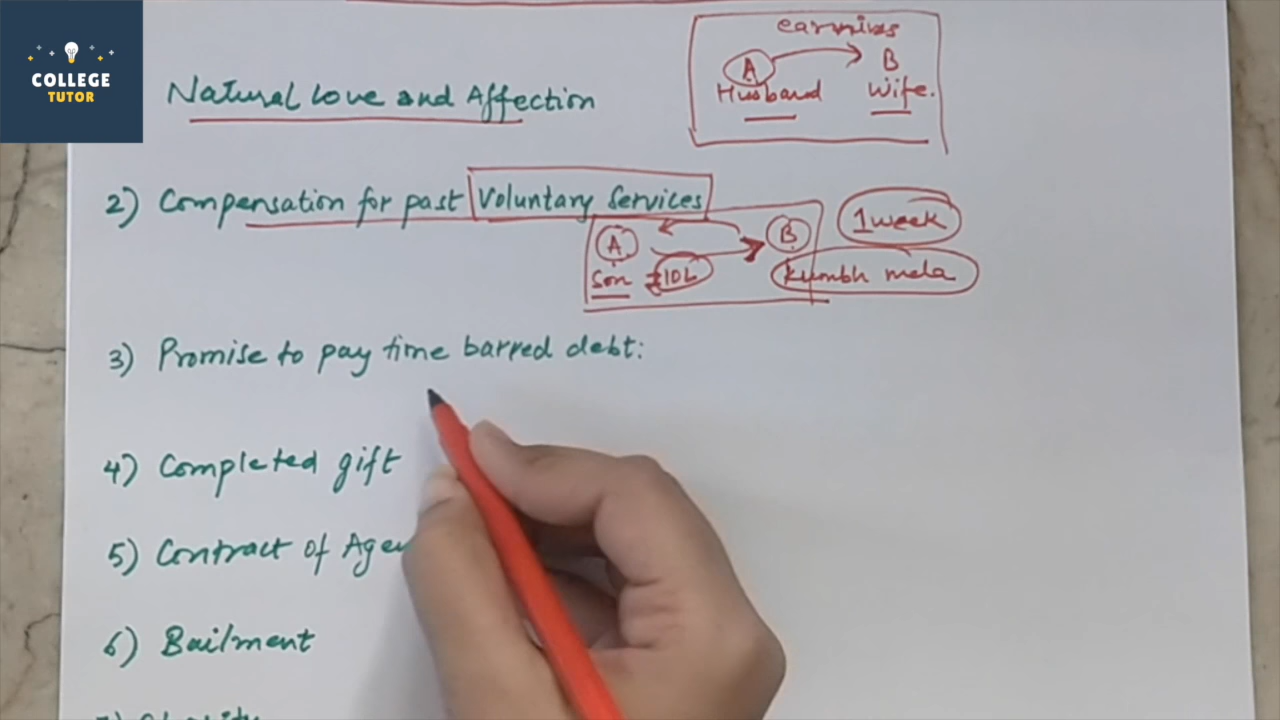 COLLEGE
TUTOR
earnings
A B
Husband Wife.
Natural Love and Affection
2) Compensation for past Voluntary Services
1 week
A B
Son ₹10L
Kumbh mela
3) Promise to pay time barred debt:
4) Completed gift
5) Contract of Agen
6) Bailment